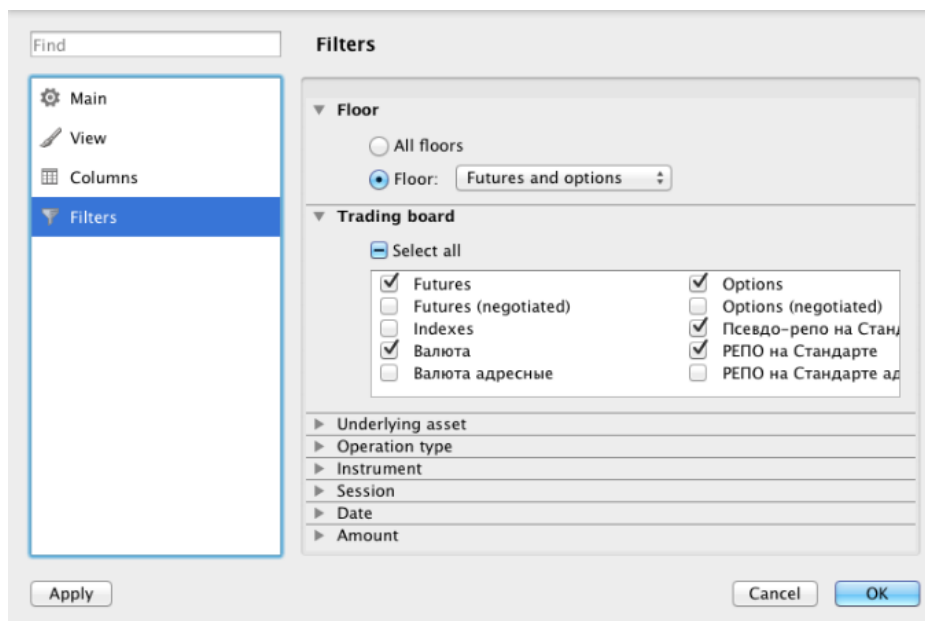 Find
Filters
Main
View
Columns
Filters
Floor
All floors
Floor: Futures and options
Trading board
Select all
Futures Options
Futures (negotiated) Options (negotiated)
Indexes Псевдо-репо на
Валюта РЕПО на Стандарте
Валюта адресные РЕПО на Стандарте
Underlying asset
Operation type
Instrument
Session
Date
Amount
Apply Cancel OK